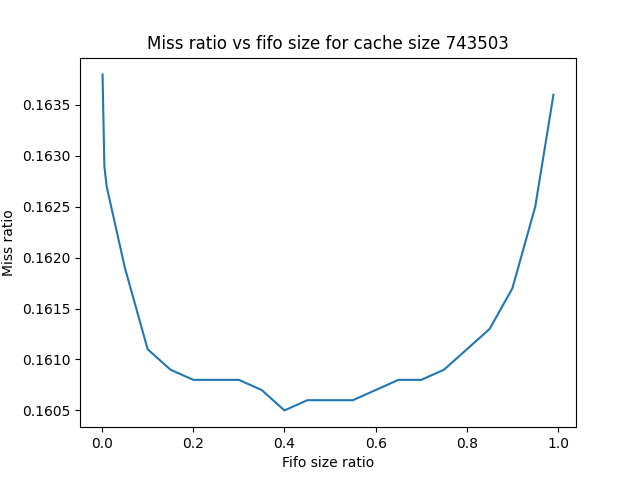 Miss ratio vs fifo size for cache size 743503
Miss ratio
0.1635
0.1630
0.1625
0.1620
0.1615
0.1610
0.1605
0.0 0.2 0.4 0.6 0.8 1.0
Fifo size ratio